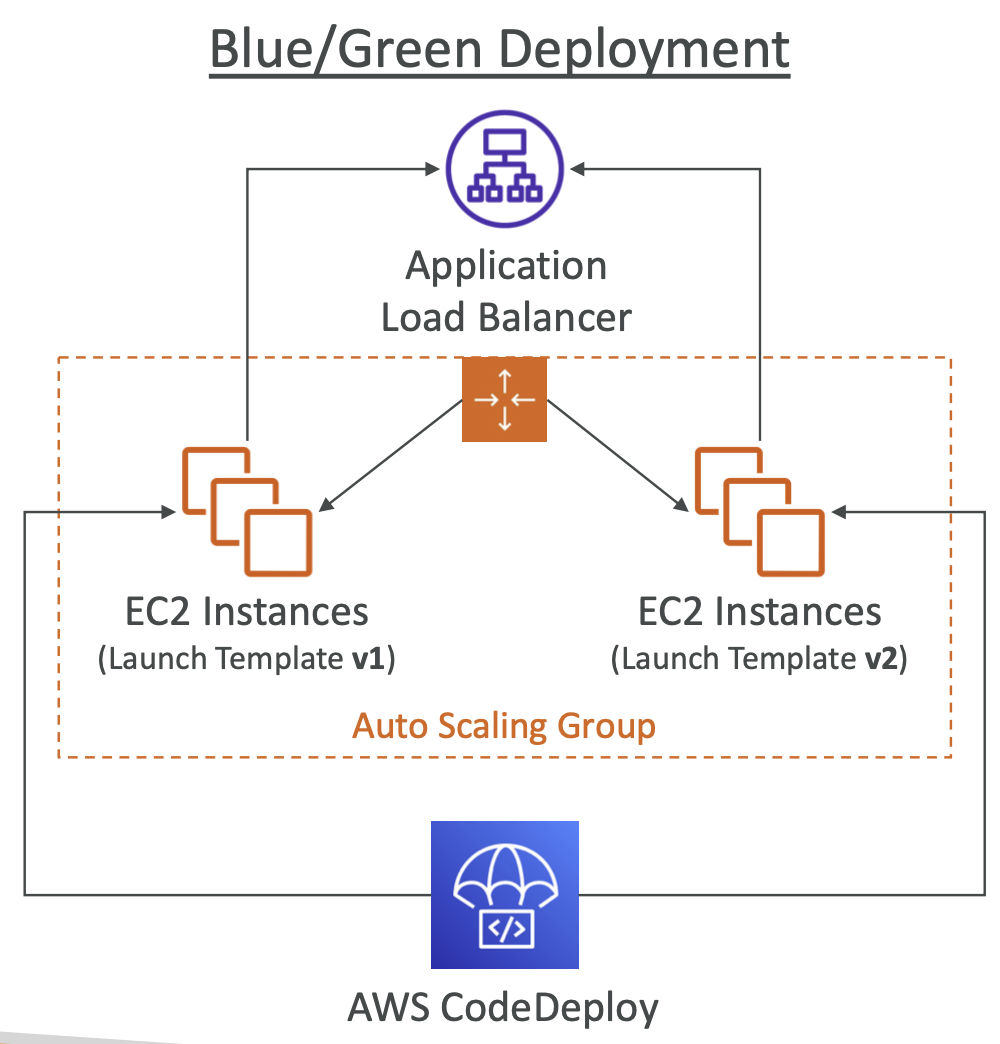 Blue/Green Deployment
Application
Load Balancer
EC2 Instances
(Launch Template v1)
EC2 Instances
(Launch Template v2)
Auto Scaling Group
</>
AWS CodeDeploy